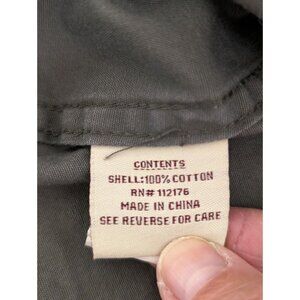 CONTENTS
SHELL:100% COTTON
RN# 112176
MADE IN CHINA
SEE REVERSE FOR CARE